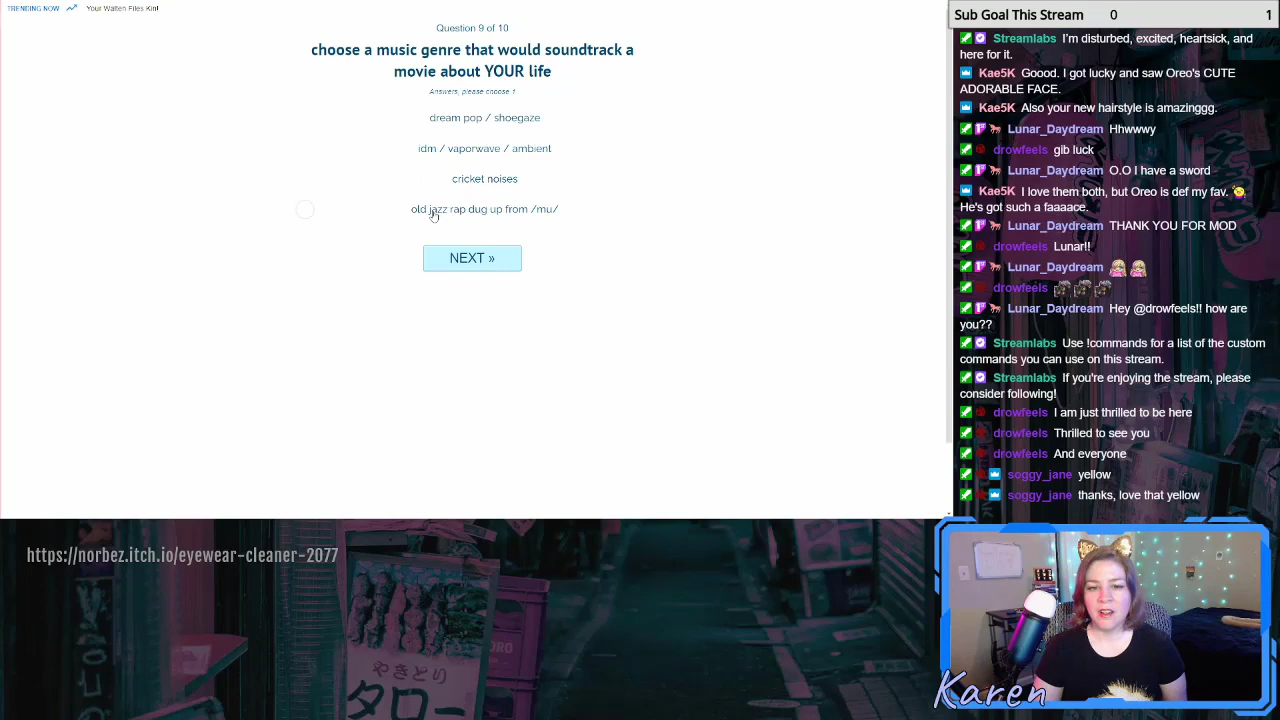 TRENDING NOW Your Walten Files Kin!
Question 9 of 10
choose a music genre that would soundtrack a
movie about YOUR life
Answers, please choose 1
dream pop / shoegaze
idm / vaporwave / ambient
cricket noises
old jazz rap dug up from /mu/
NEXT »
https://norbez.itch.io/eyewear-cleaner-2077
やきとり
タロー
Sub Goal This Stream 0 1
Streamlabs I'm disturbed, excited, heartsick, and
here for it.
Kae5K Goood. I got lucky and saw Oreo's CUTE
ADORABLE FACE.
Kae5K Also your new hairstyle is amazinggg.
Lunar_Daydream Hhwwwy
drowfeels gib luck
Lunar_Daydream O.O I have a sword
Kae5K I love them both, but Oreo is def my fav.
He's got such a faaaace.
Lunar_Daydream THANK YOU FOR MOD
drowfeels Lunar!!
Lunar_Daydream
drowfeels
Lunar_Daydream Hey @drowfeels!! how are
you??
Streamlabs Use !commands for a list of the custom
commands you can use on this stream.
Streamlabs If you're enjoying the stream, please
consider following!
drowfeels I am just thrilled to be here
drowfeels Thrilled to see you
drowfeels And everyone
soggy_jane yellow
soggy_jane thanks, love that yellow
Karen